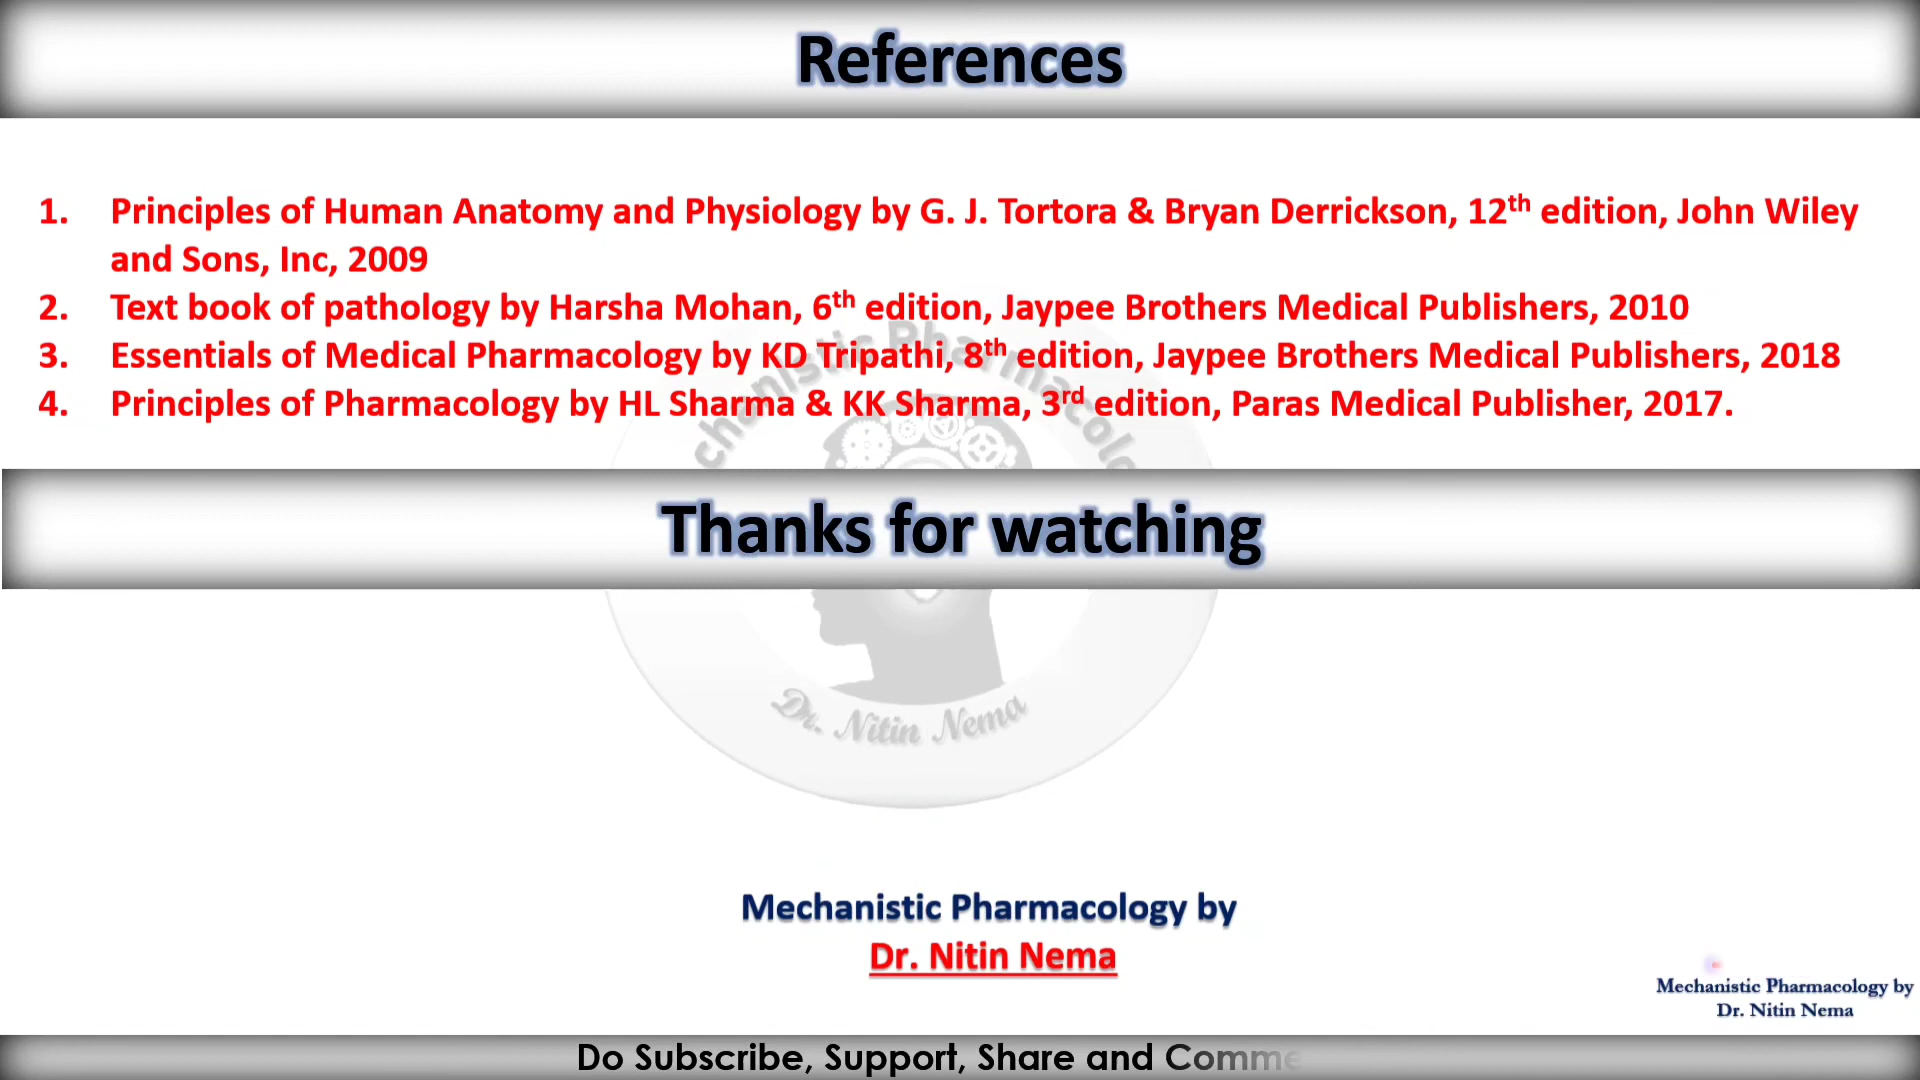 References
1. Principles of Human Anatomy and Physiology by G. J. Tortora & Bryan Derrickson, 12th edition, John Wiley
and Sons, Inc, 2009
2. Text book of pathology by Harsha Mohan, 6th edition, Jaypee Brothers Medical Publishers, 2010
3. Essentials of Medical Pharmacology by KD Tripathi, 8th edition, Jaypee Brothers Medical Publishers, 2018
4. Principles of Pharmacology by HL Sharma & KK Sharma, 3rd edition, Paras Medical Publisher, 2017.
Thanks for watching
Dr. Nitin Nema
Mechanistic Pharmacology by
Dr. Nitin Nema
Mechanistic Pharmacology by
Dr. Nitin Nema
Do Subscribe, Support, Share and Comme